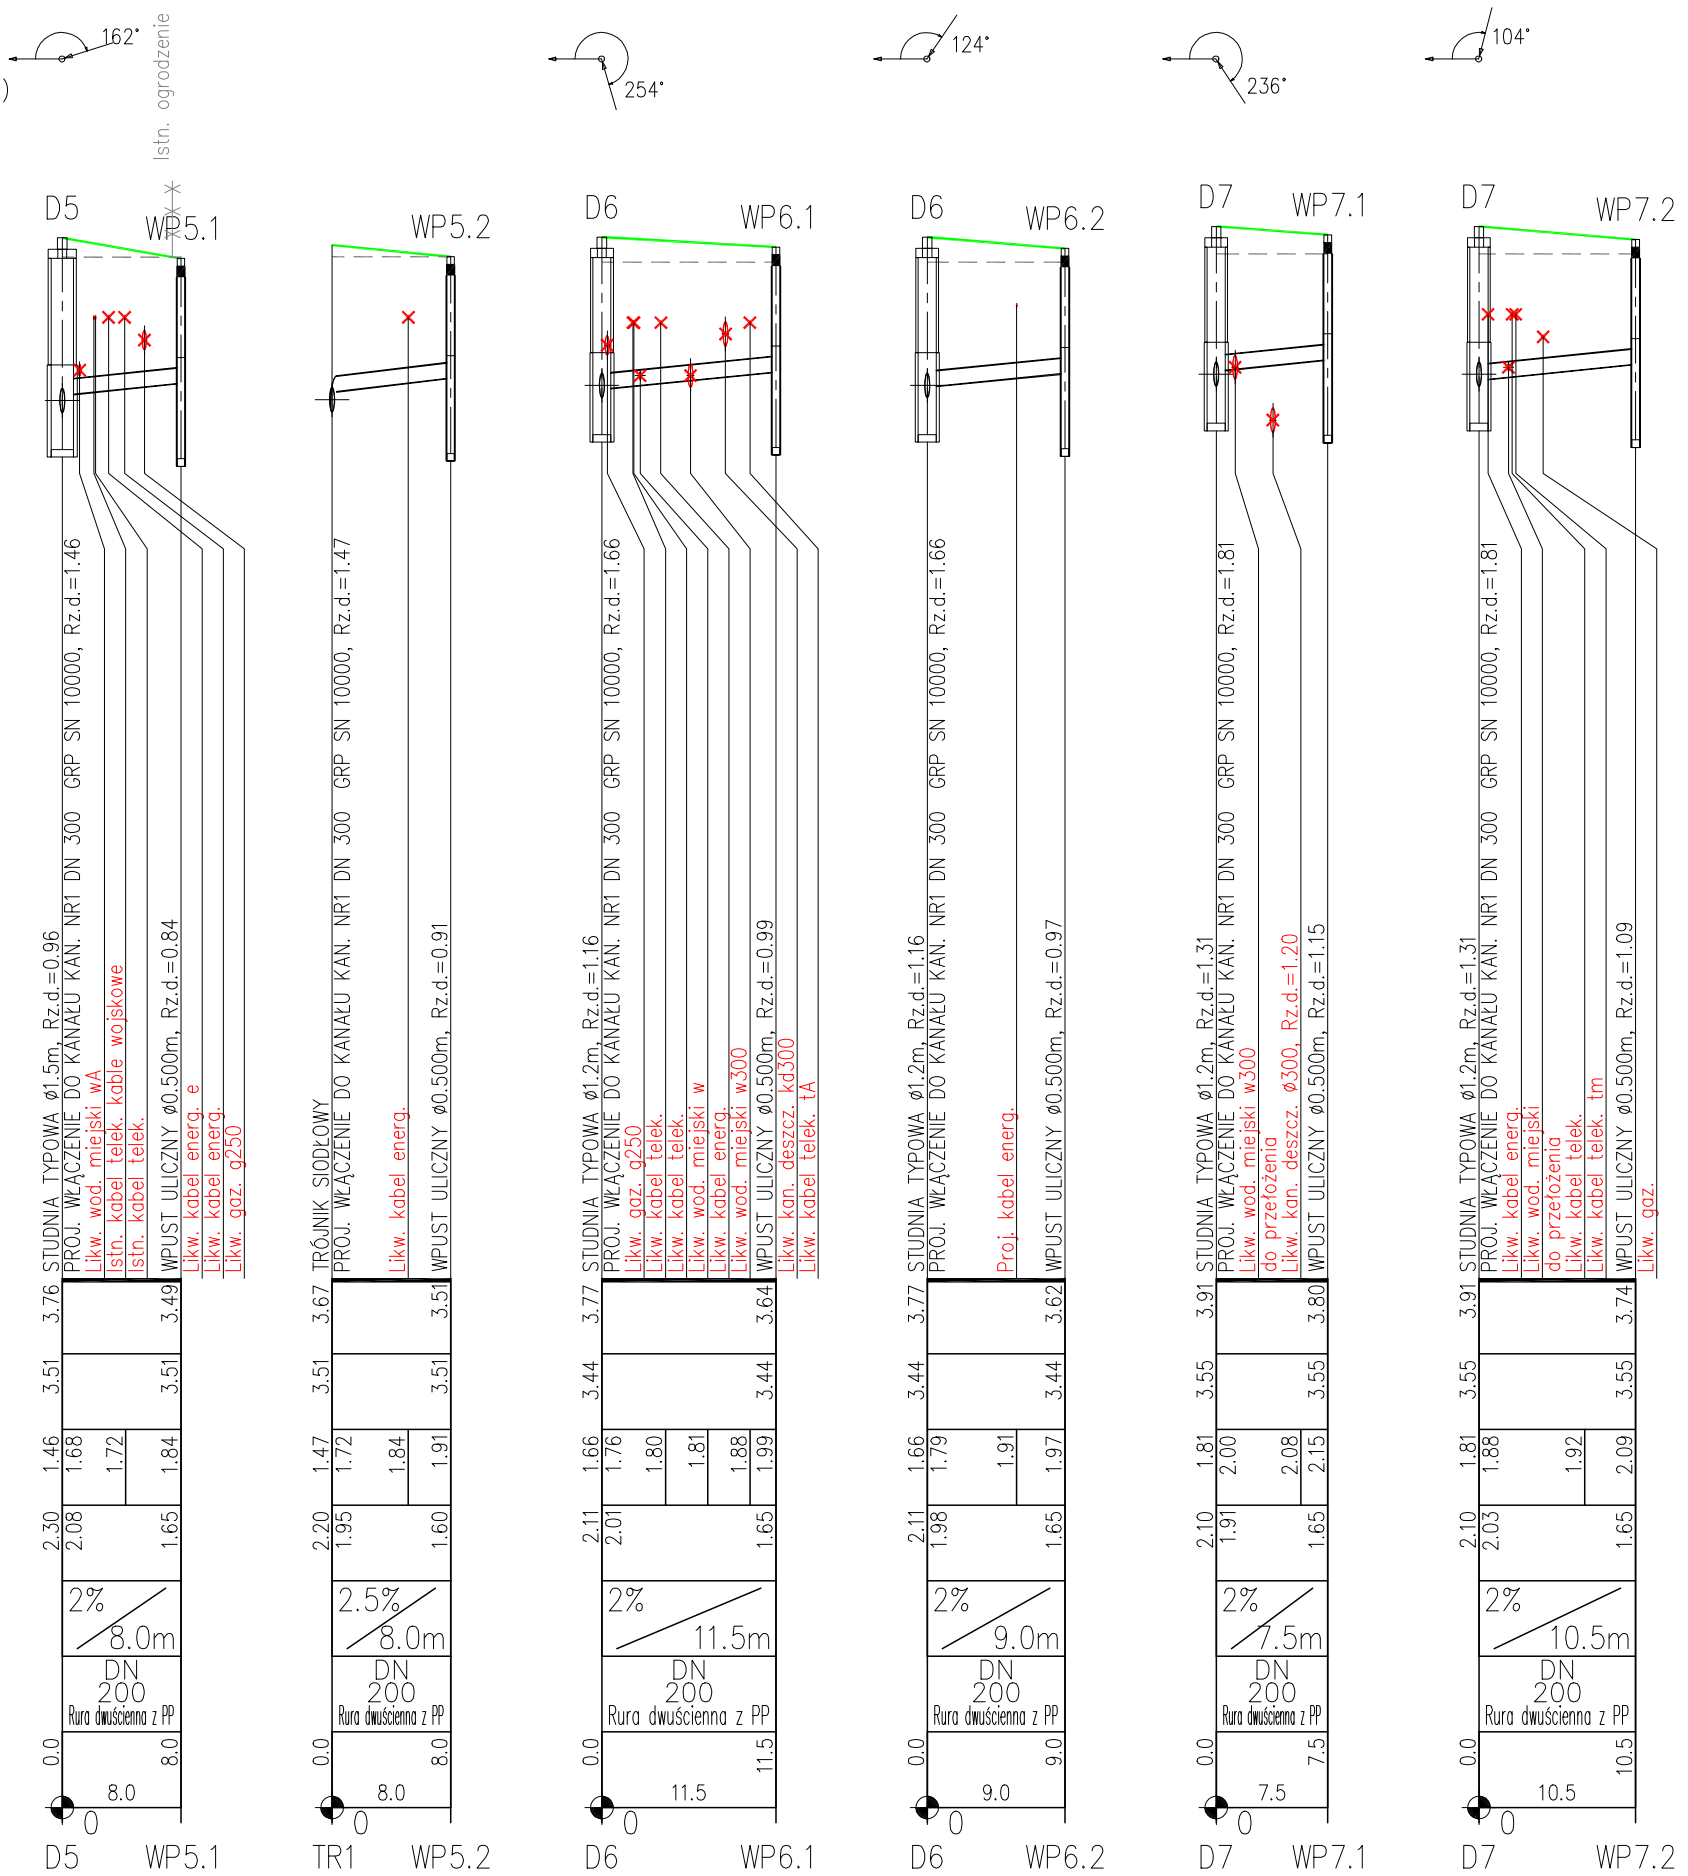 162°
Istn. ogrodzenie
254°
124°
236°
104°
)
D5
WP5.1
WP5.2
D6
WP6.1
D6
WP6.2
D7
WP7.1
D7
WP7.2
STUDNIA TYPOWA ø1.5m, Rz.d.=0.96
PROJ. WŁĄCZENIE DO KANAŁU KAN. NR1 DN 300 GRP SN 10000, Rz.d.=1.46
Likw. wod. miejski wA
Istn. kabel telek. kable wojskowe
Istn. kabel telek.
WPUST ULICZNY ø0.500m, Rz.d.=0.84
Likw. kabel energ. e
Likw. kabel energ.
Likw. gaz. g250
TRÓJNIK SIODŁOWY
PROJ. WŁĄCZENIE DO KANAŁU KAN. NR1 DN 300 GRP SN 10000, Rz.d.=1.47
Likw. kabel energ.
WPUST ULICZNY ø0.500m, Rz.d.=0.91
STUDNIA TYPOWA ø1.2m, Rz.d.=1.16
PROJ. WŁĄCZENIE DO KANAŁU KAN. NR1 DN 300 GRP SN 10000, Rz.d.=1.66
Likw. gaz. g250
Likw. kabel telek.
Likw. kabel telek.
Likw. wod. miejski w
Likw. kabel energ.
Likw. wod. miejski w300
WPUST ULICZNY ø0.500m, Rz.d.=0.99
Likw. kan. deszcz. kd300
Likw. kabel telek. tA
STUDNIA TYPOWA ø1.2m, Rz.d.=1.16
PROJ. WŁĄCZENIE DO KANAŁU KAN. NR1 DN 300 GRP SN 10000, Rz.d.=1.66
Proj. kabel energ.
WPUST ULICZNY ø0.500m, Rz.d.=0.97
STUDNIA TYPOWA ø1.2m, Rz.d.=1.31
PROJ. WŁĄCZENIE DO KANAŁU KAN. NR1 DN 300 GRP SN 10000, Rz.d.=1.81
Likw. wod. miejski w300
do przełożenia
Likw. kan. deszcz. ø300, Rz.d.=1.20
WPUST ULICZNY ø0.500m, Rz.d.=1.15
STUDNIA TYPOWA ø1.2m, Rz.d.=1.31
PROJ. WŁĄCZENIE DO KANAŁU KAN. NR1 DN 300 GRP SN 10000, Rz.d.=1.81
Likw. kabel energ.
Likw. wod. miejski
do przełożenia
Likw. kabel telek.
Likw. kabel telek. tm
WPUST ULICZNY ø0.500m, Rz.d.=1.09
Likw. gaz.
3.76 3.49
3.67 3.51
3.77 3.64
3.77 3.62
3.91 3.80
3.91 3.74
3.51 3.51
3.51 3.51
3.44 3.44
3.44 3.44
3.55 3.55
3.55 3.55
1.46 1.68 1.72 1.84
1.47 1.72 1.84 1.91
1.66 1.76 1.80 1.81 1.88 1.99
1.66 1.79 1.91 1.97
1.81 2.00 2.08 2.15
1.81 1.88 1.92 2.09
2.30 2.08 1.65
2.20 1.95 1.60
2.11 2.01 1.65
2.11 1.98 1.65
2.10 1.91 1.65
2.10 2.03 1.65
2% 8.0m
2.5% 8.0m
2% 11.5m
2% 9.0m
2% 7.5m
2% 10.5m
DN
200
Rura dwuścienna z PP
DN
200
Rura dwuścienna z PP
DN
200
Rura dwuścienna z PP
DN
200
Rura dwuścienna z PP
DN
200
Rura dwuścienna z PP
DN
200
Rura dwuścienna z PP
0.0 8.0
0.0 8.0
0.0 11.5
0.0 9.0
0.0 7.5
0.0 10.5
8.0
8.0
11.5
9.0
7.5
10.5
0
0
0
0
0
0
D5 WP5.1
TR1 WP5.2
D6 WP6.1
D6 WP6.2
D7 WP7.1
D7 WP7.2